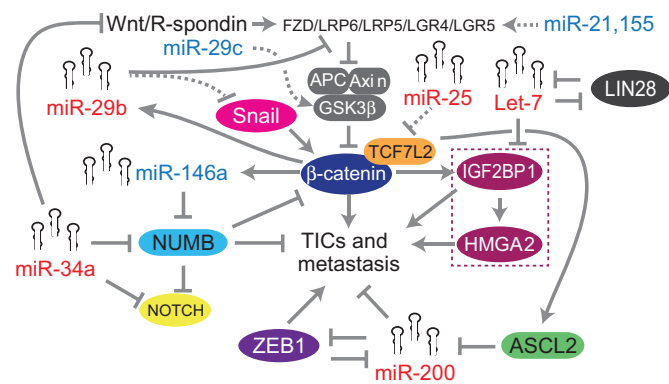 Wnt/R-spondin
FZD/LRP6/LRP5/LGR4/LGR5
miR-21,155
miR-29c
APC
Axin
GSK3β
miR-29b
Snail
miR-25
Let-7
LIN28
TCF7L2
β-catenin
miR-146a
IGF2BP1
miR-34a
NUMB
TICs and
metastasis
HMGA2
NOTCH
ZEB1
miR-200
ASCL2